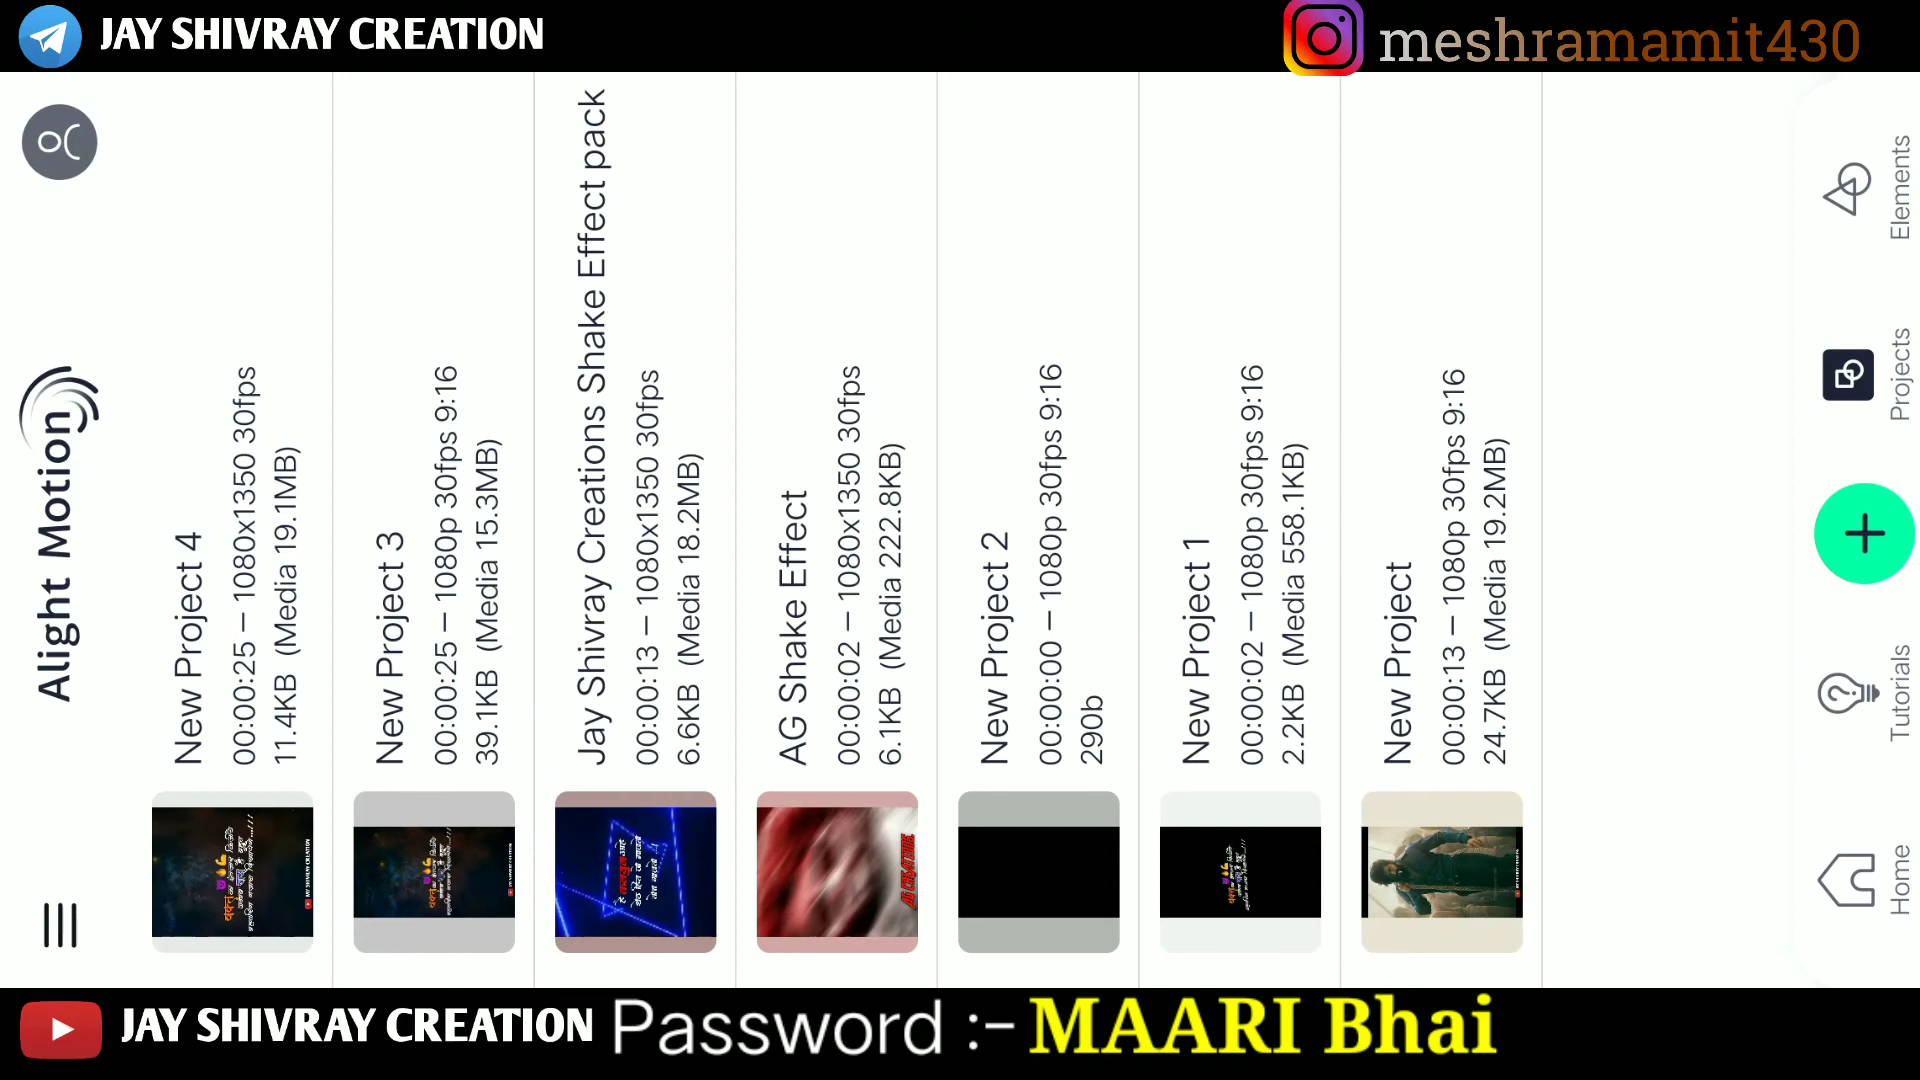 JAY SHIVRAY CREATION
meshramamit430
Alight Motion
New Project 4
00:00:25 – 1080x1350 30fps
11.4KB (Media 19.1MB)
New Project 3
00:00:25 – 1080p 30fps 9:16
39.1KB (Media 15.3MB)
Jay Shivray Creations Shake Effect pack
00:00:13 – 1080x1350 30fps
6.6KB (Media 18.2MB)
AG Shake Effect
00:00:02 – 1080x1350 30fps
6.1KB (Media 222.8KB)
New Project 2
00:00:00 – 1080p 30fps 9:16
290b
New Project 1
00:00:02 – 1080p 30fps 9:16
2.2KB (Media 558.1KB)
New Project
00:00:13 – 1080p 30fps 9:16
24.7KB (Media 19.2MB)
Home
Tutorials
Projects
Elements
JAY SHIVRAY CREATION
Password :- MAARI Bhai